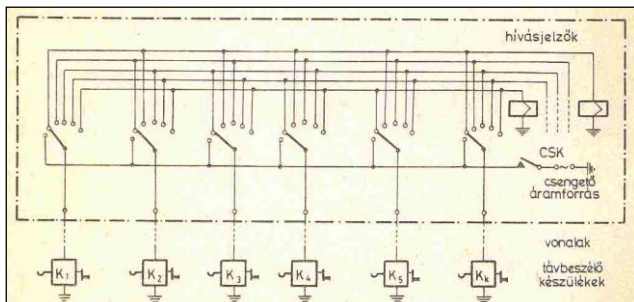 hívásjelzők
CSK
csengető
áramforrás
vonalak
K1 K2 K3 K4 K5 Kk
távbeszélő
készülékek